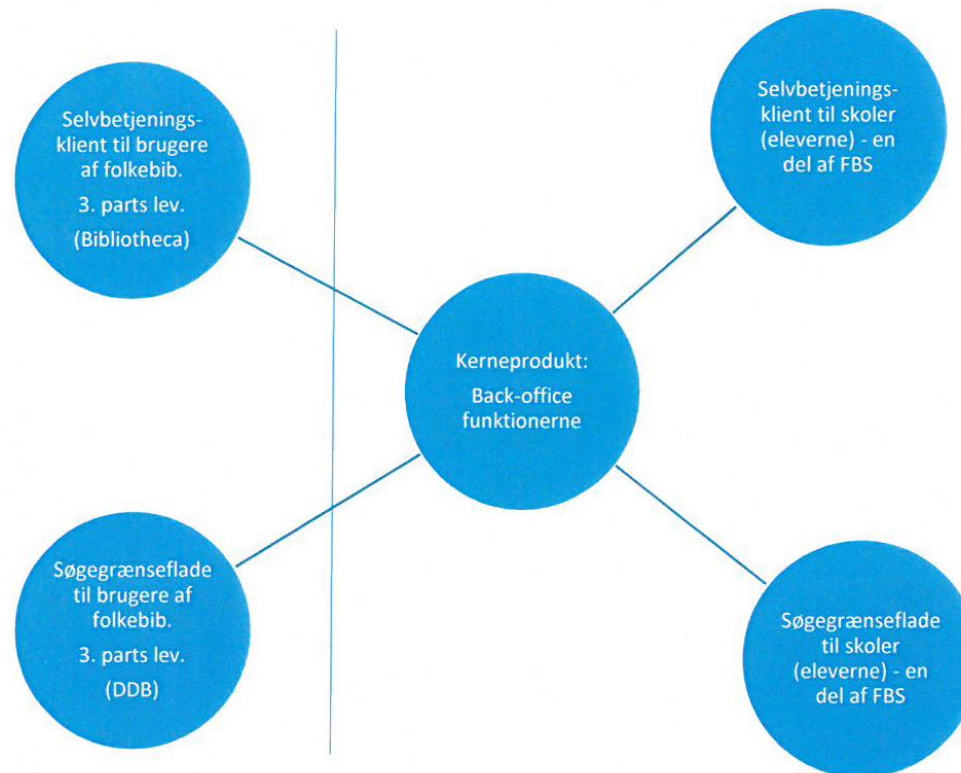 Selvbetjenings-
klient til brugere
af folkebib.
3. parts lev.
(Bibliotheca)
Selvbetjenings-
klient til skoler
(eleverne) - en
del af FBS
Kerneprodukt:
Back-office
funktionerne
Søgegrænseflade
til brugere af
folkebib.
3. parts lev.
(DDB)
Søgegrænseflade
til skoler
(eleverne) - en
del af FBS